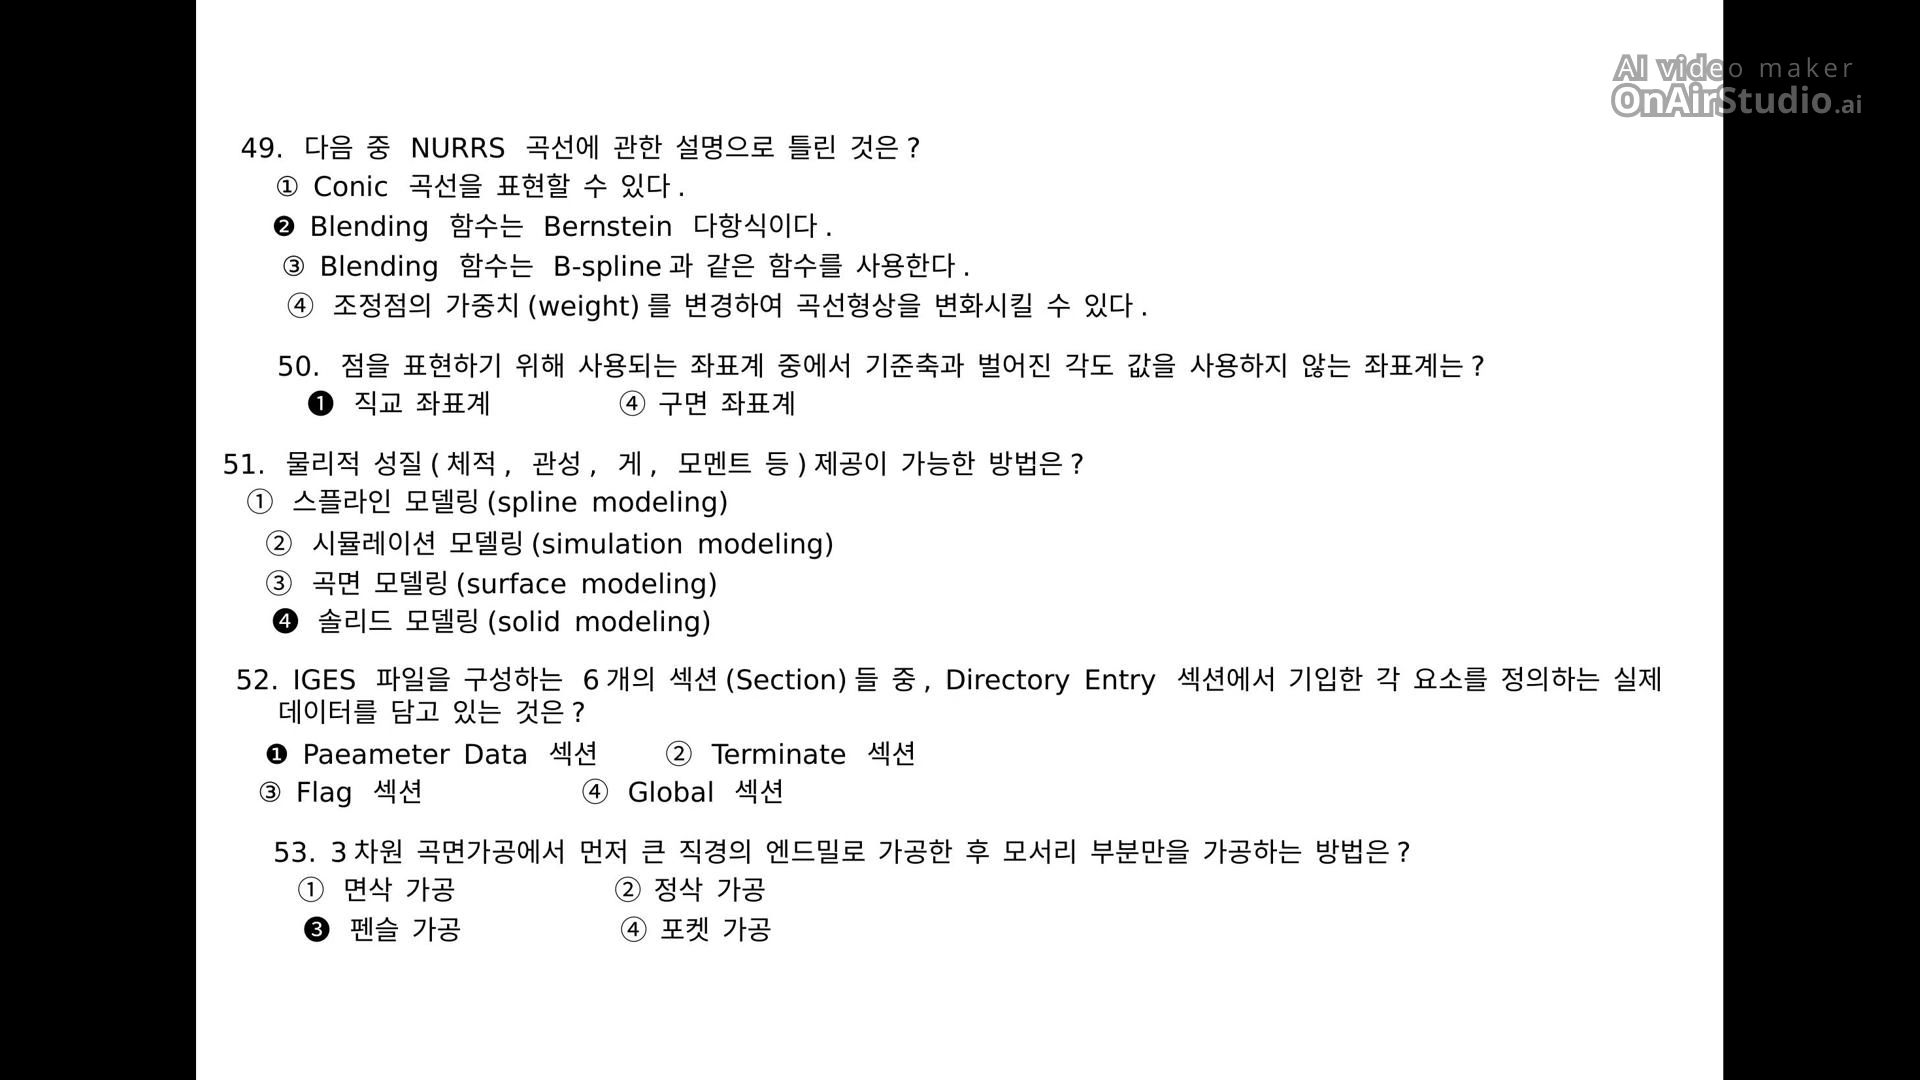 AI video maker
OnAirStudio.ai
49. 다음 중 NURRS 곡선에 관한 설명으로 틀린 것은?
① Conic 곡선을 표현할 수 있다.
❷ Blending 함수는 Bernstein 다항식이다.
③ Blending 함수는 B-spline과 같은 함수를 사용한다.
④ 조정점의 가중치(weight)를 변경하여 곡선형상을 변화시킬 수 있다.
50. 점을 표현하기 위해 사용되는 좌표계 중에서 기준축과 벌어진 각도 값을 사용하지 않는 좌표계는?
❶ 직교 좌표계 ④ 구면 좌표계
51. 물리적 성질(체적, 관성, 게, 모멘트 등)제공이 가능한 방법은?
① 스플라인 모델링(spline modeling)
② 시뮬레이션 모델링(simulation modeling)
③ 곡면 모델링(surface modeling)
❹ 솔리드 모델링(solid modeling)
52. IGES 파일을 구성하는 6개의 섹션(Section)들 중, Directory Entry 섹션에서 기입한 각 요소를 정의하는 실제
데이터를 담고 있는 것은?
❶ Paeameter Data 섹션 ② Terminate 섹션
③ Flag 섹션 ④ Global 섹션
53. 3차원 곡면가공에서 먼저 큰 직경의 엔드밀로 가공한 후 모서리 부분만을 가공하는 방법은?
① 면삭 가공 ② 정삭 가공
❸ 펜슬 가공 ④ 포켓 가공